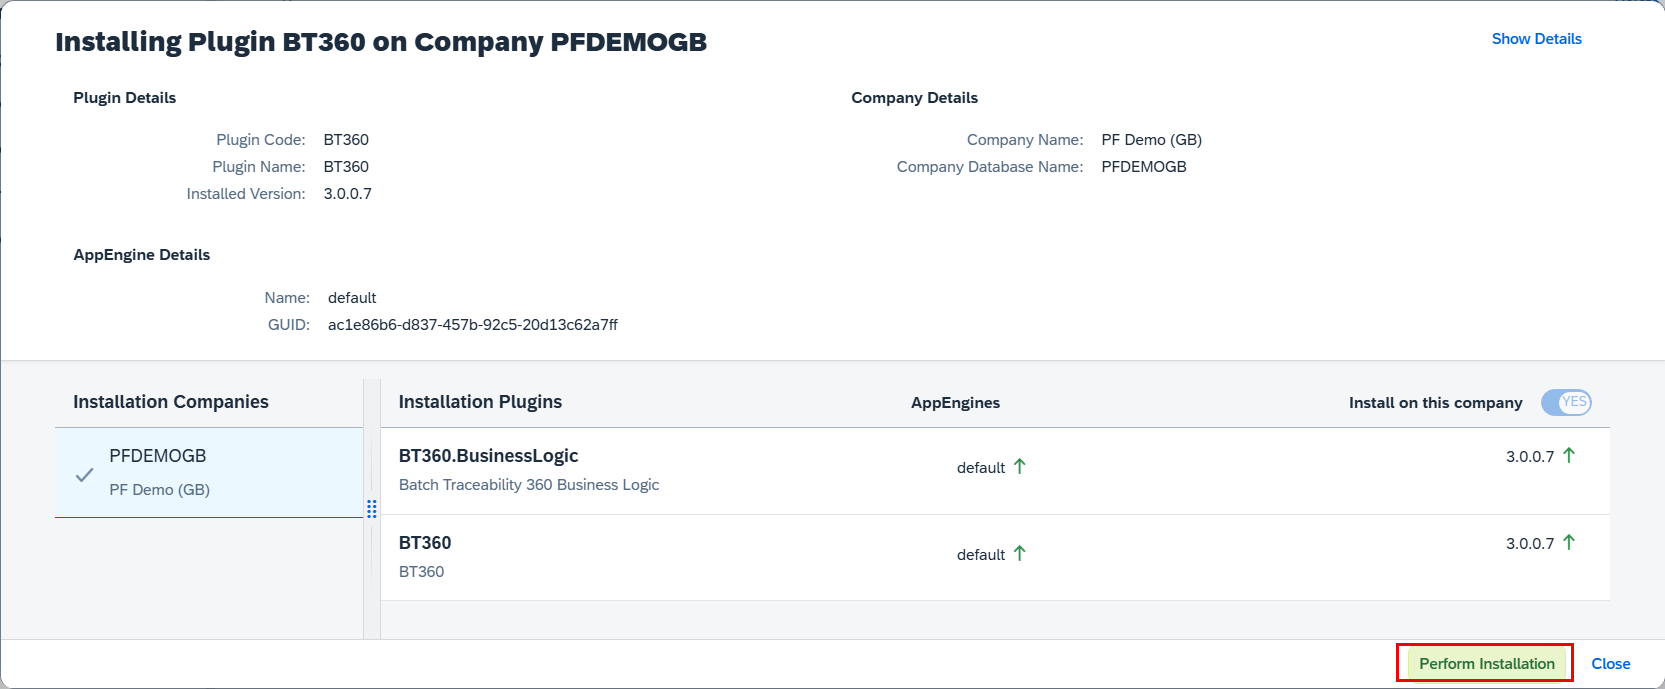 Installing Plugin BT360 on Company PFDEMOGB
Show Details
Plugin Details
Plugin Code: BT360
Plugin Name: BT360
Installed Version: 3.0.0.7
Company Details
Company Name: PF Demo (GB)
Company Database Name: PFDEMOGB
AppEngine Details
Name: default
GUID: ac1e86b6-d837-457b-92c5-20d13c62a7ff
Installation Companies
PFDEMOGB
PF Demo (GB)
Installation Plugins AppEngines Install on this company YES
BT360.BusinessLogic
Batch Traceability 360 Business Logic
default
3.0.0.7
BT360
BT360
default
3.0.0.7
Perform Installation Close